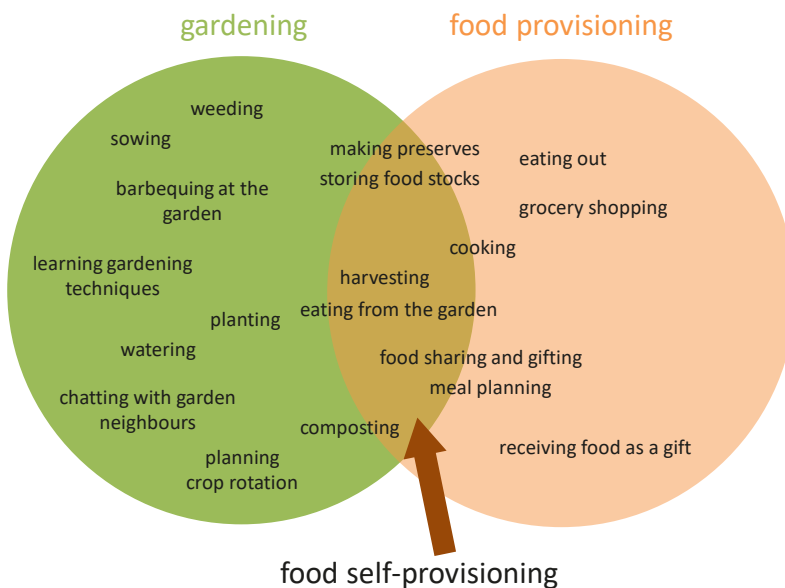 gardening
food provisioning
weeding
sowing
making preserves
storing food stocks
eating out
barbequing at the
garden
grocery shopping
cooking
learning gardening
techniques
harvesting
eating from the garden
planting
watering
food sharing and gifting
meal planning
chatting with garden
neighbours
composting
receiving food as a gift
planning
crop rotation
food self-provisioning